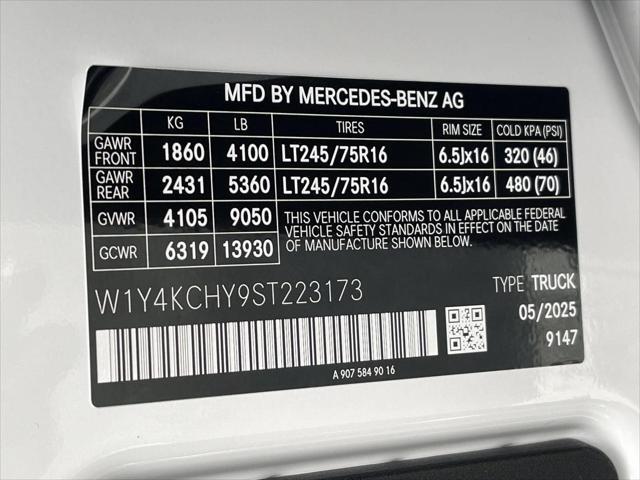 MFD BY MERCEDES-BENZ AG
KG LB TIRES RIM SIZE COLD KPA (PSI)
GAWR FRONT 1860 4100 LT245/75R16 6.5Jx16 320 (46)
GAWR REAR 2431 5360 LT245/75R16 6.5Jx16 480 (70)
GVWR 4105 9050
GCWR 6319 13930
THIS VEHICLE CONFORMS TO ALL APPLICABLE FEDERAL
VEHICLE SAFETY STANDARDS IN EFFECT ON THE DATE
OF MANUFACTURE SHOWN BELOW.
W1Y4KCHY9ST223173
TYPE TRUCK
05/2025
9147
A 907 584 90 16